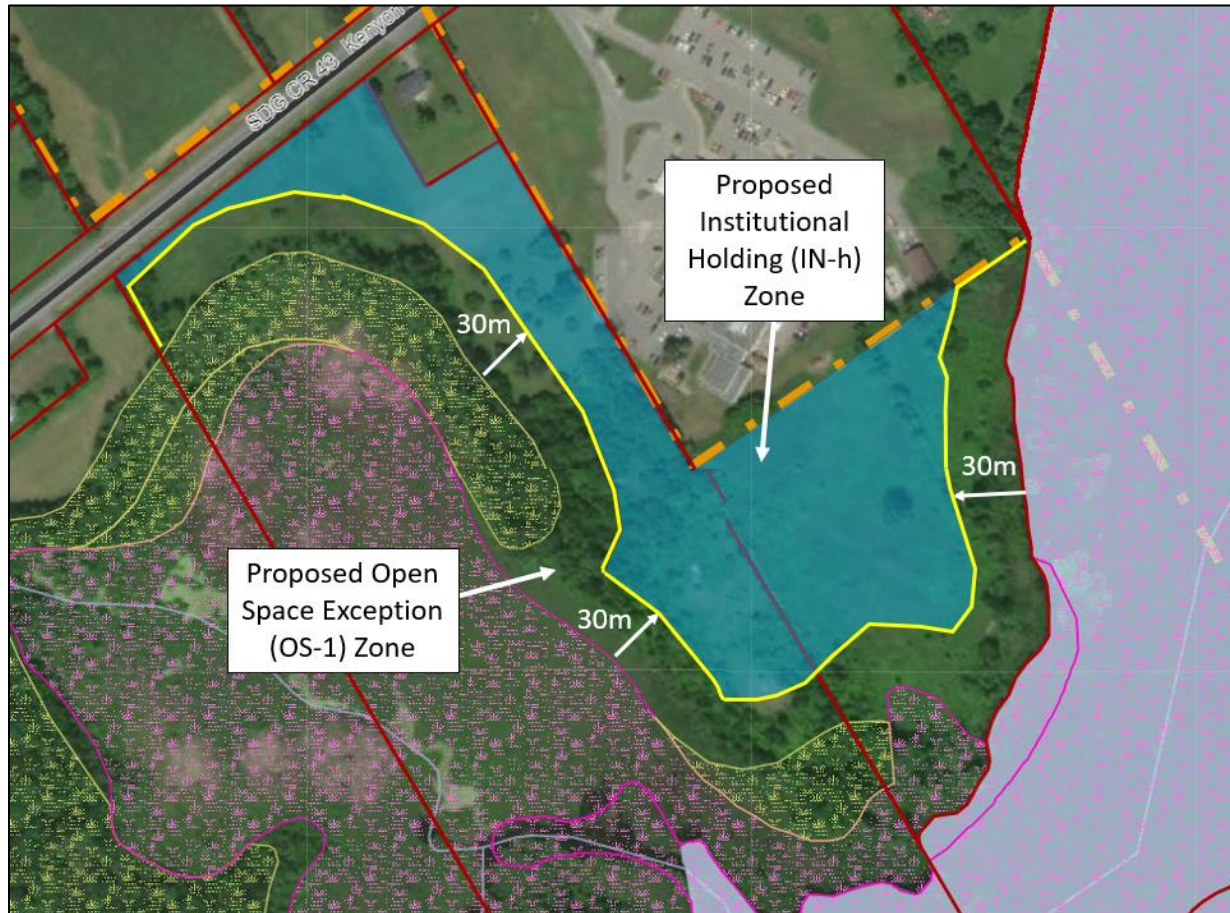 SDG CR 43 Kenyon
Proposed
Institutional
Holding (IN-h)
Zone
30m
30m
Proposed Open
Space Exception
(OS-1) Zone
30m